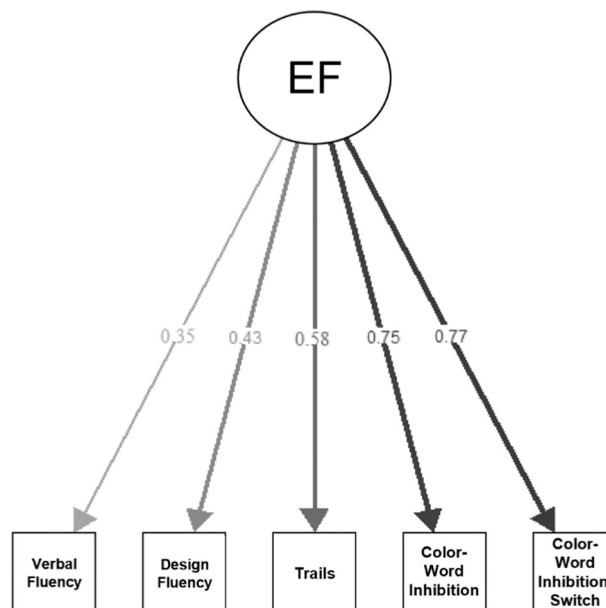 EF
0.35
0.43
0.58
0.75
0.77
Verbal
Fluency
Design
Fluency
Trails
Color-
Word
Inhibition
Color-
Word
Inhibition
Switch